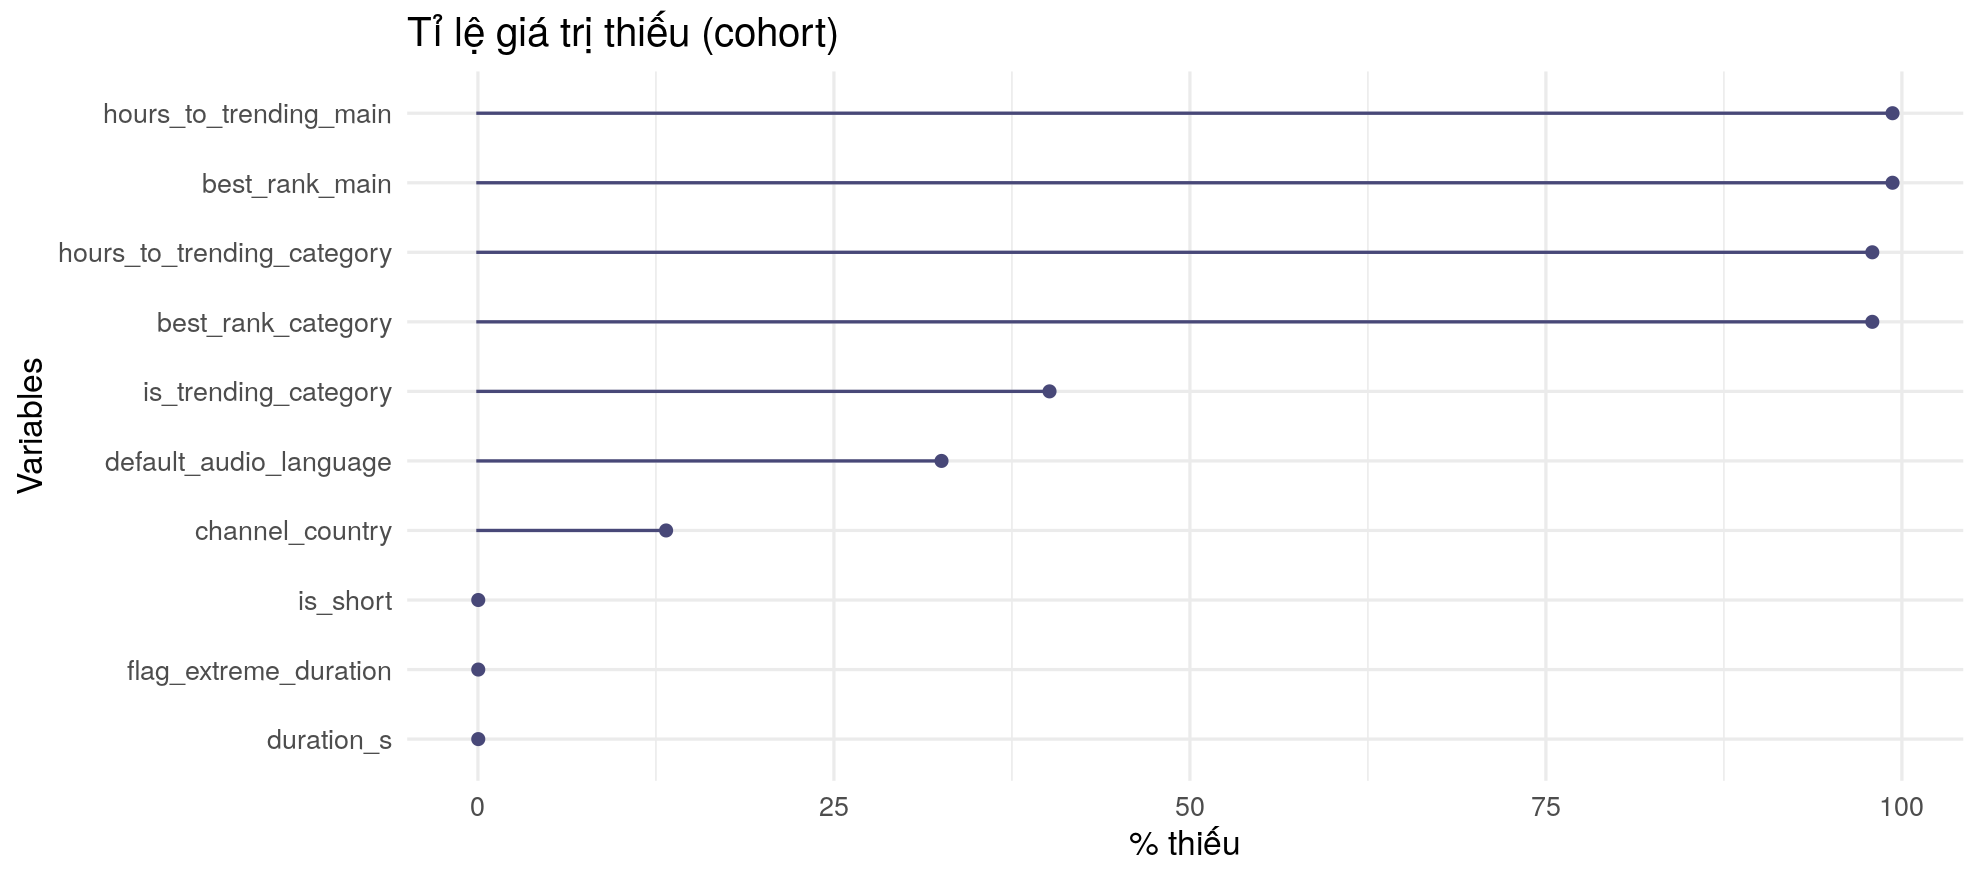 Tỉ lệ giá trị thiếu (cohort)
hours_to_trending_main
best_rank_main
hours_to_trending_category
best_rank_category
is_trending_category
default_audio_language
channel_country
is_short
flag_extreme_duration
duration_s
Variables
0 25 50 75 100
% thiếu